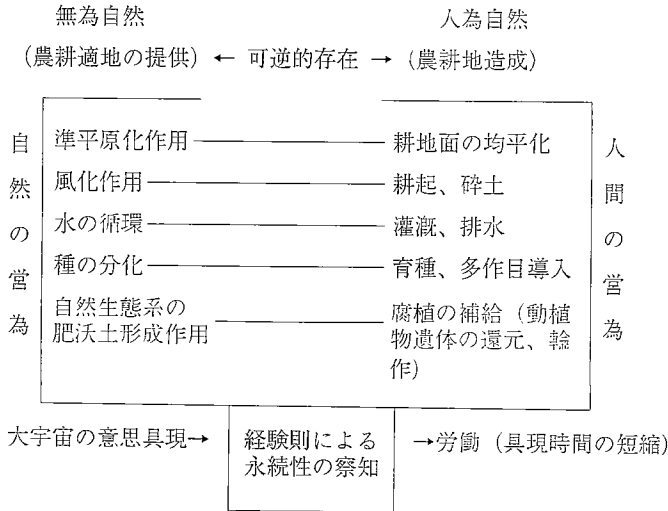 無為自然　人為自然
(農耕適地の提供) ← 可逆的存在 → (農耕地造成)
自然の営為
準平原化作用　耕地面の均平化
風化作用　耕起、砕土
水の循環　灌漑、排水
種の分化　育種、多作目導入
自然生態系の
肥沃土形成作用
腐植の補給（動植
物遺体の還元、輪
作）
人間の営為
大宇宙の意思具現→
経験則による
永続性の察知
→労働（具現時間の短縮）